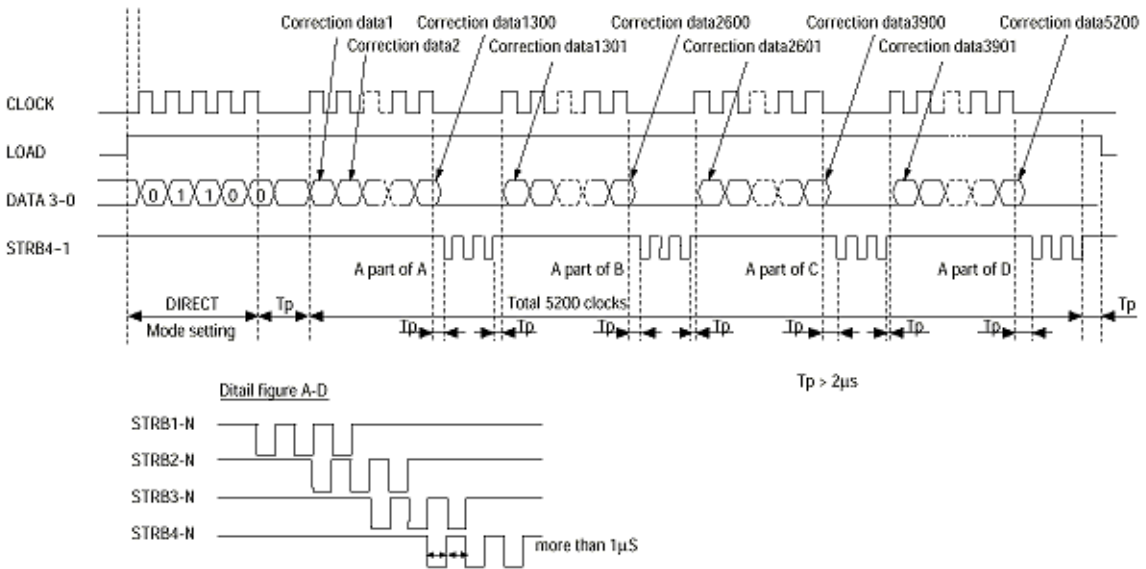 Correction data1
Correction data1300
Correction data2600
Correction data3900
Correction data5200
Correction data2
Correction data1301
Correction data2601
Correction data3901
CLOCK
LOAD
DATA 3-0
0 1 1 0 0
STRB4-1
A part of A
A part of B
A part of C
A part of D
DIRECT
Tp
Total 5200 clocks
Tp
Mode setting
Tp
Tp
Tp
Tp
Tp
Tp
Tp
Tp > 2μs
Ditail figure A-D
STRB1-N
STRB2-N
STRB3-N
STRB4-N
more than 1μS